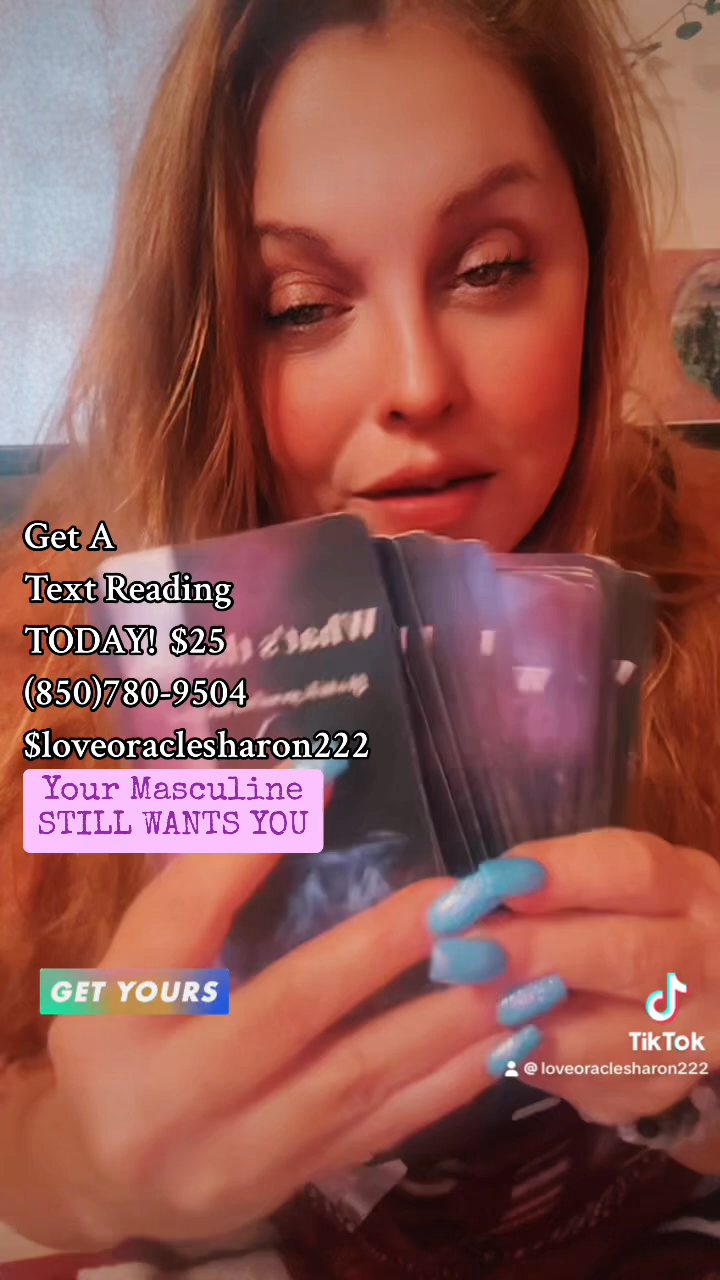 Get A
Text Reading
TODAY! $25
(850)780-9504
$loveoraclesharon222
Your Masculine
STILL WANTS YOU
GET YOURS
TikTok
@loveoraclesharon222